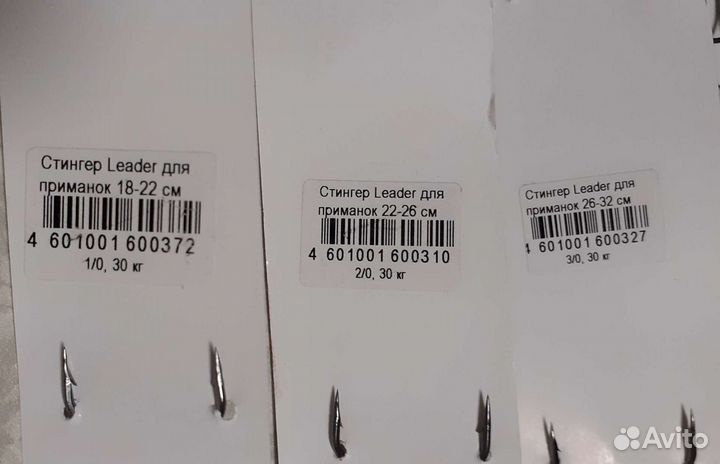 Стингер Leader для
приманок 18-22 см
4 601001 600372
1/0, 30 кг
Стингер Leader для
приманок 22-26 см
4 601001 600310
2/0, 30 кг
Стингер Leader для
приманок 26-32 см
4 601001 600327
3/0, 30 кг
Avito